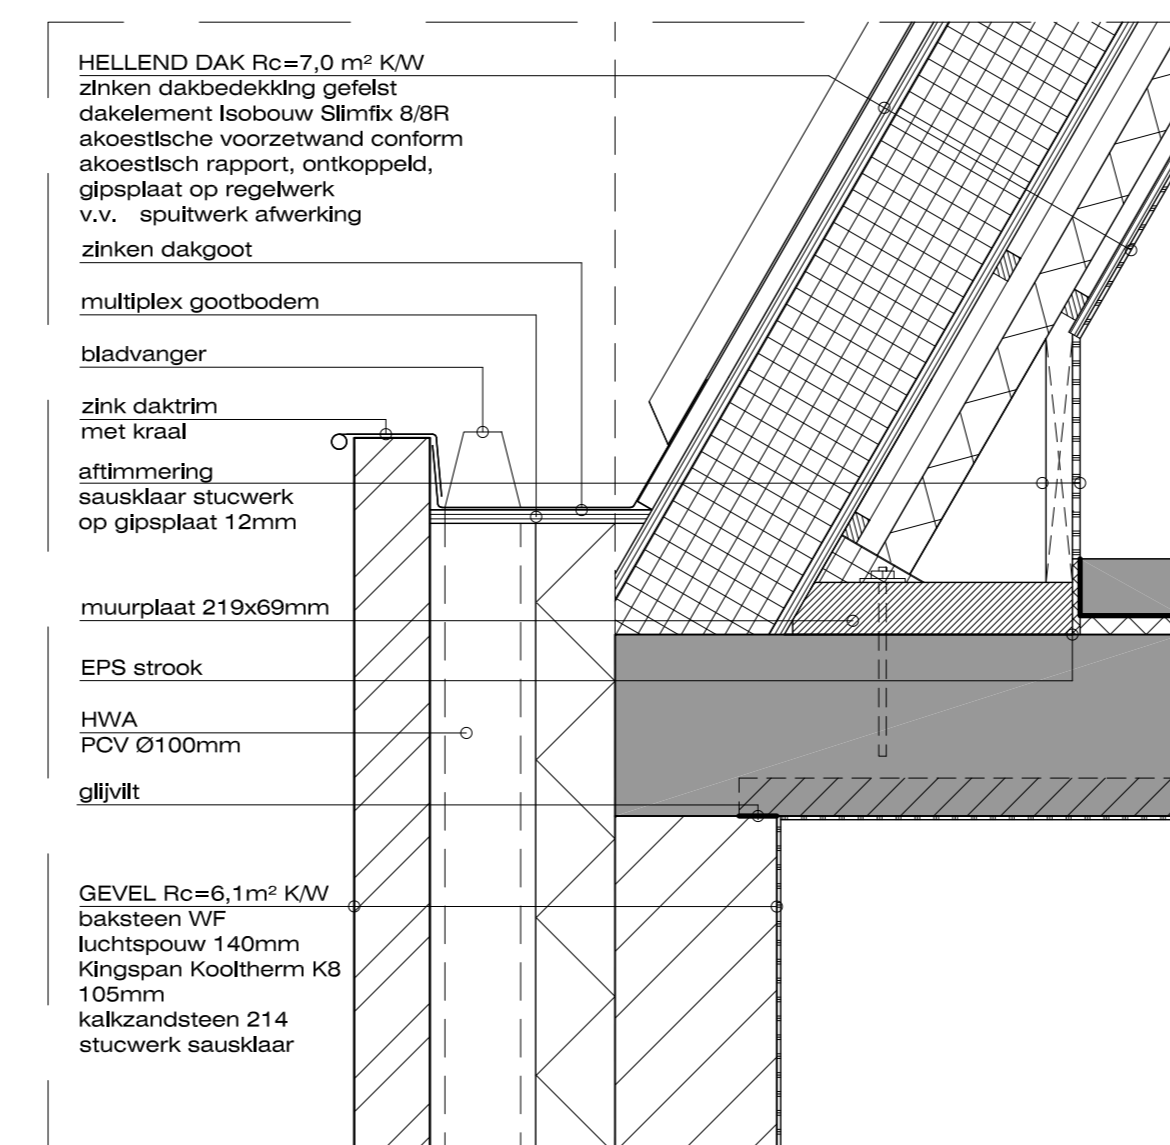 HELLEND DAK Rc=7,0 m² K/W
zinken dakbedekking gefelst
dakelement Isobouw Slimfix 8/8R
akoestische voorzetwand conform
akoestisch rapport, ontkoppeld,
gipsplaat op regelwerk
v.v. spuitwerk afwerking
zinken dakgoot
multiplex gootbodem
bladvanger
zink daktrim
met kraal
aftimmering
sausklaar stucwerk
op gipsplaat 12mm
muurplaat 219x69mm
EPS strook
HWA
PCV Ø100mm
glijvilt
GEVEL Rc=6,1m² K/W
baksteen WF
luchtspouw 140mm
Kingspan Kooltherm K8
105mm
kalkzandsteen 214
stucwerk sausklaar